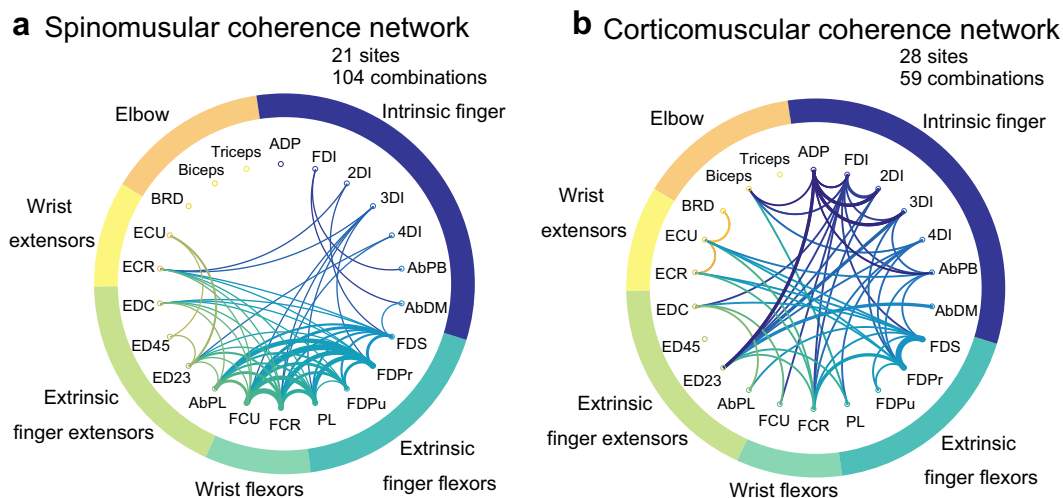 a Spinomusular coherence network
21 sites
104 combinations
Elbow
Intrinsic finger
Wrist
extensors
Extrinsic
finger extensors
Wrist flexors
Extrinsic
finger flexors
ADP
FDI
2DI
3DI
4DI
AbPB
AbDM
FDS
FDPr
FDPu
PL
FCR
FCU
AbPL
ED23
ED45
EDC
ECR
ECU
BRD
Biceps
Triceps
b Corticomuscular coherence network
28 sites
59 combinations
Elbow
Intrinsic finger
Wrist
extensors
Extrinsic
finger extensors
Wrist flexors
Extrinsic
finger flexors
ADP
FDI
2DI
3DI
4DI
AbPB
AbDM
FDS
FDPr
FDPu
PL
FCR
FCU
AbPL
ED23
ED45
EDC
ECR
ECU
BRD
Biceps
Triceps